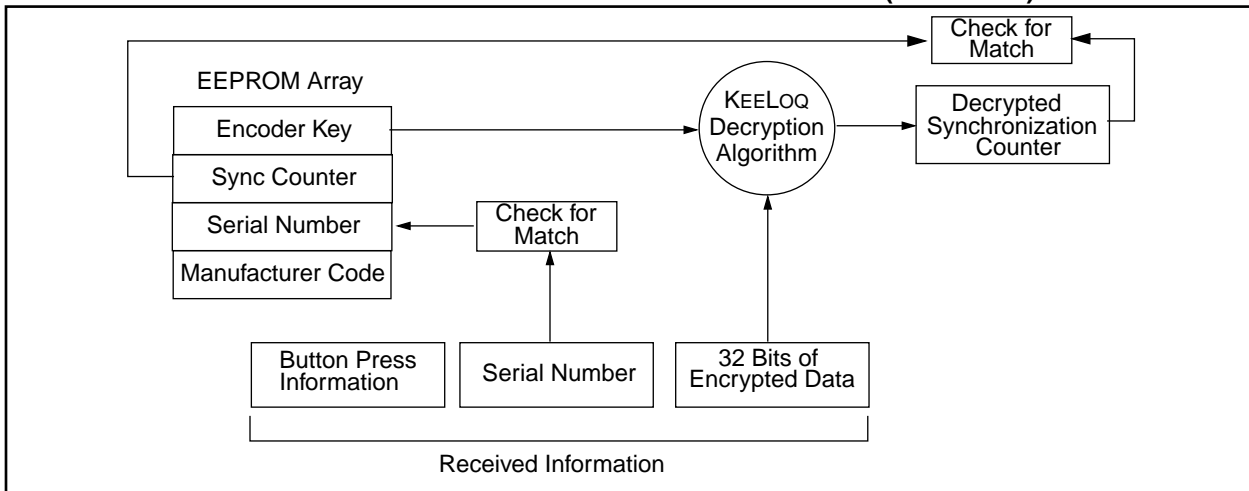 Check for
Match
EEPROM Array
Encoder Key
Sync Counter
Serial Number
Manufacturer Code
KEELOQ
Decryption
Algorithm
Decrypted
Synchronization
Counter
Check for
Match
Button Press
Information
Serial Number
32 Bits of
Encrypted Data
Received Information